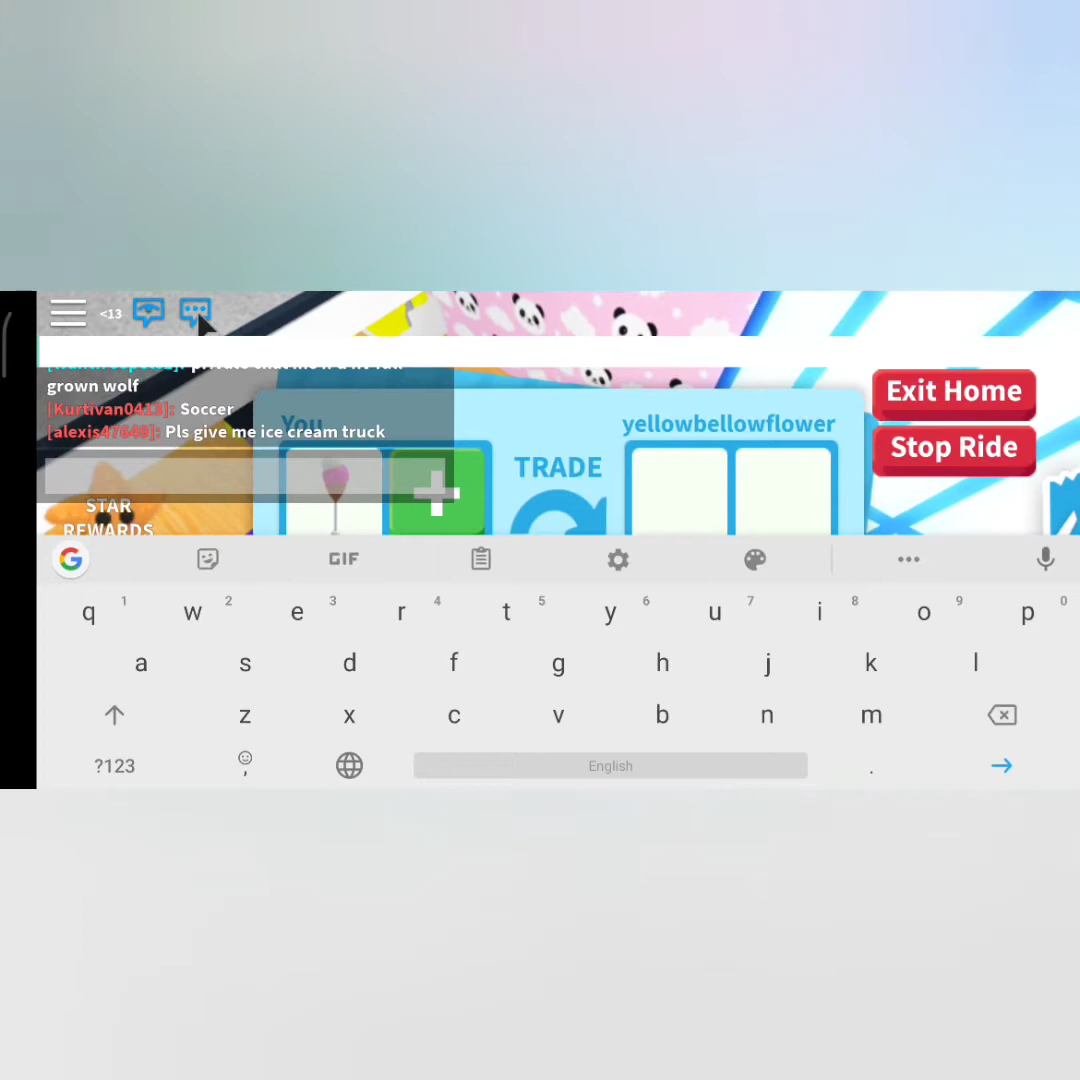 <13
grown wolf
[Kurtivan0413]: Soccer
Pls give me ice cream truck
You
yellowbellowflower
TRADE
Exit Home
Stop Ride
STAR
REWARDS
GIF
q 1 w 2 e 3 r 4 t 5 y 6 u 7 i 8 o 9 p 0
a s d f g h j k l
z x c v b n m
?123 , English .